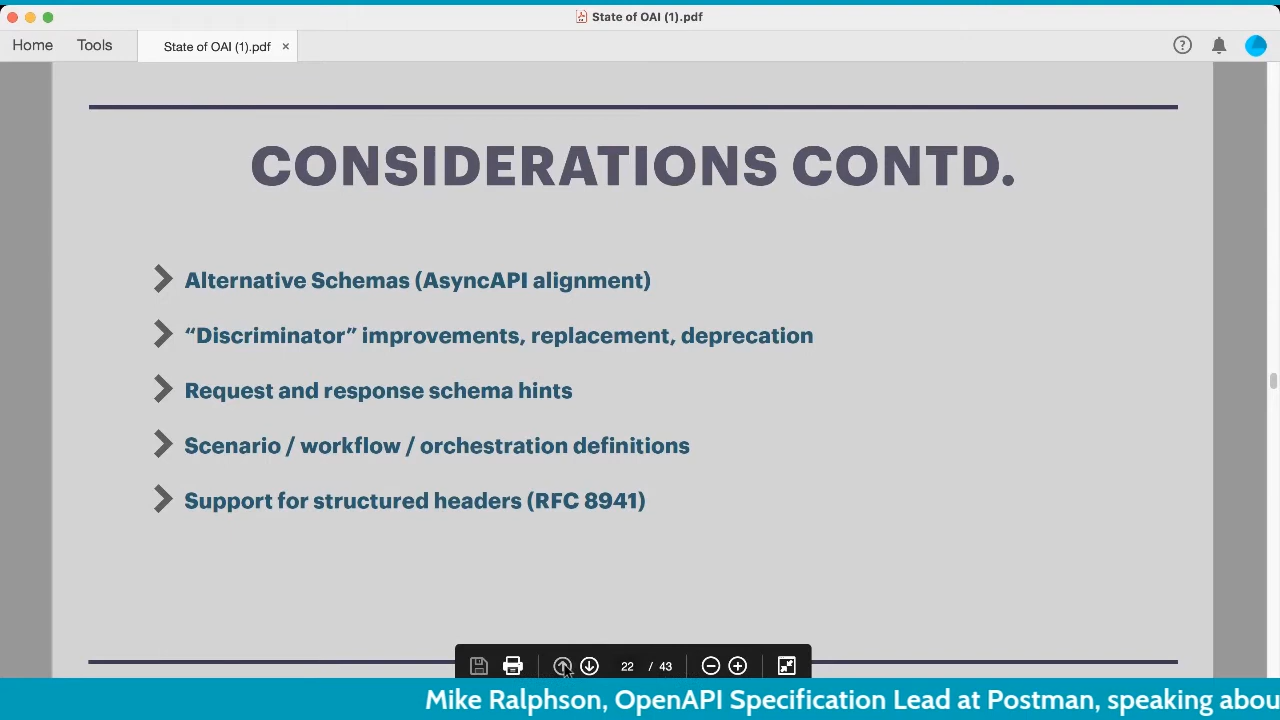 State of OAI (1).pdf
Home Tools State of OAI (1).pdf ×
CONSIDERATIONS CONTD.
Alternative Schemas (AsyncAPI alignment)
“Discriminator” improvements, replacement, deprecation
Request and response schema hints
Scenario / workflow / orchestration definitions
Support for structured headers (RFC 8941)
22 / 43
Mike Ralphson, OpenAPI Specification Lead at Postman, speaking abou